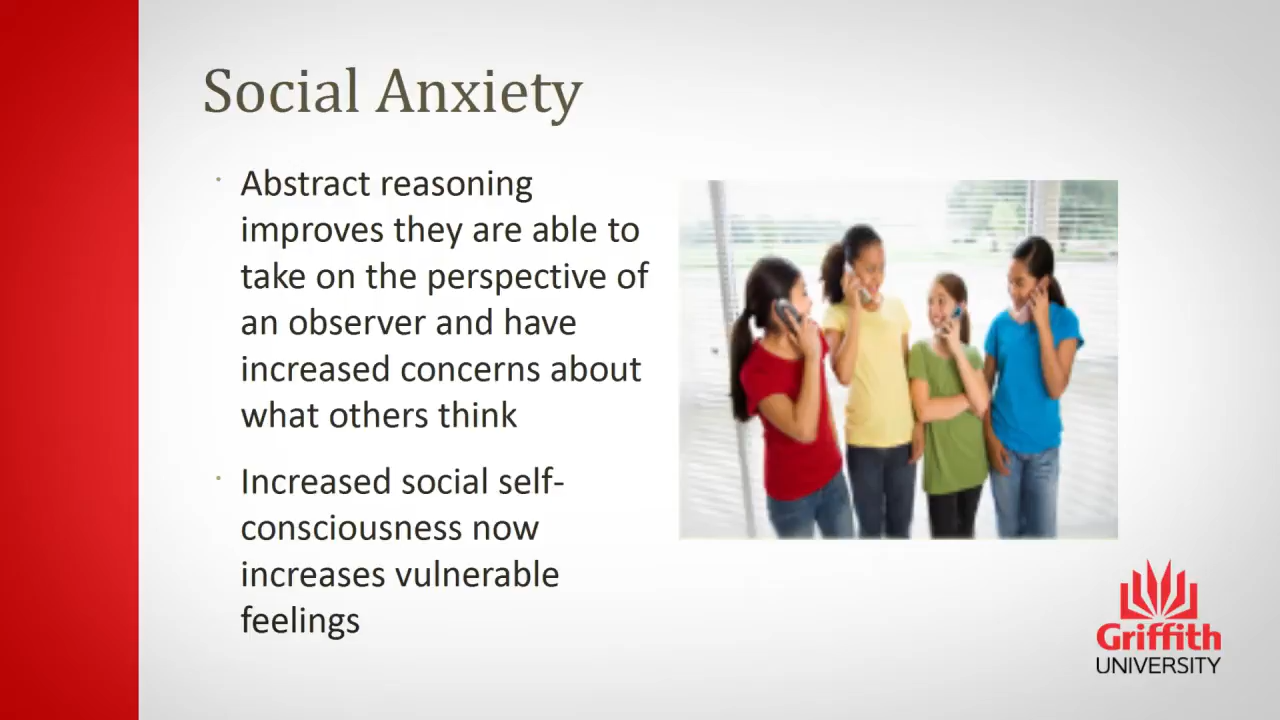 Social Anxiety
· Abstract reasoning
improves they are able to
take on the perspective of
an observer and have
increased concerns about
what others think
· Increased social self-
consciousness now
increases vulnerable
feelings
Griffith
UNIVERSITY